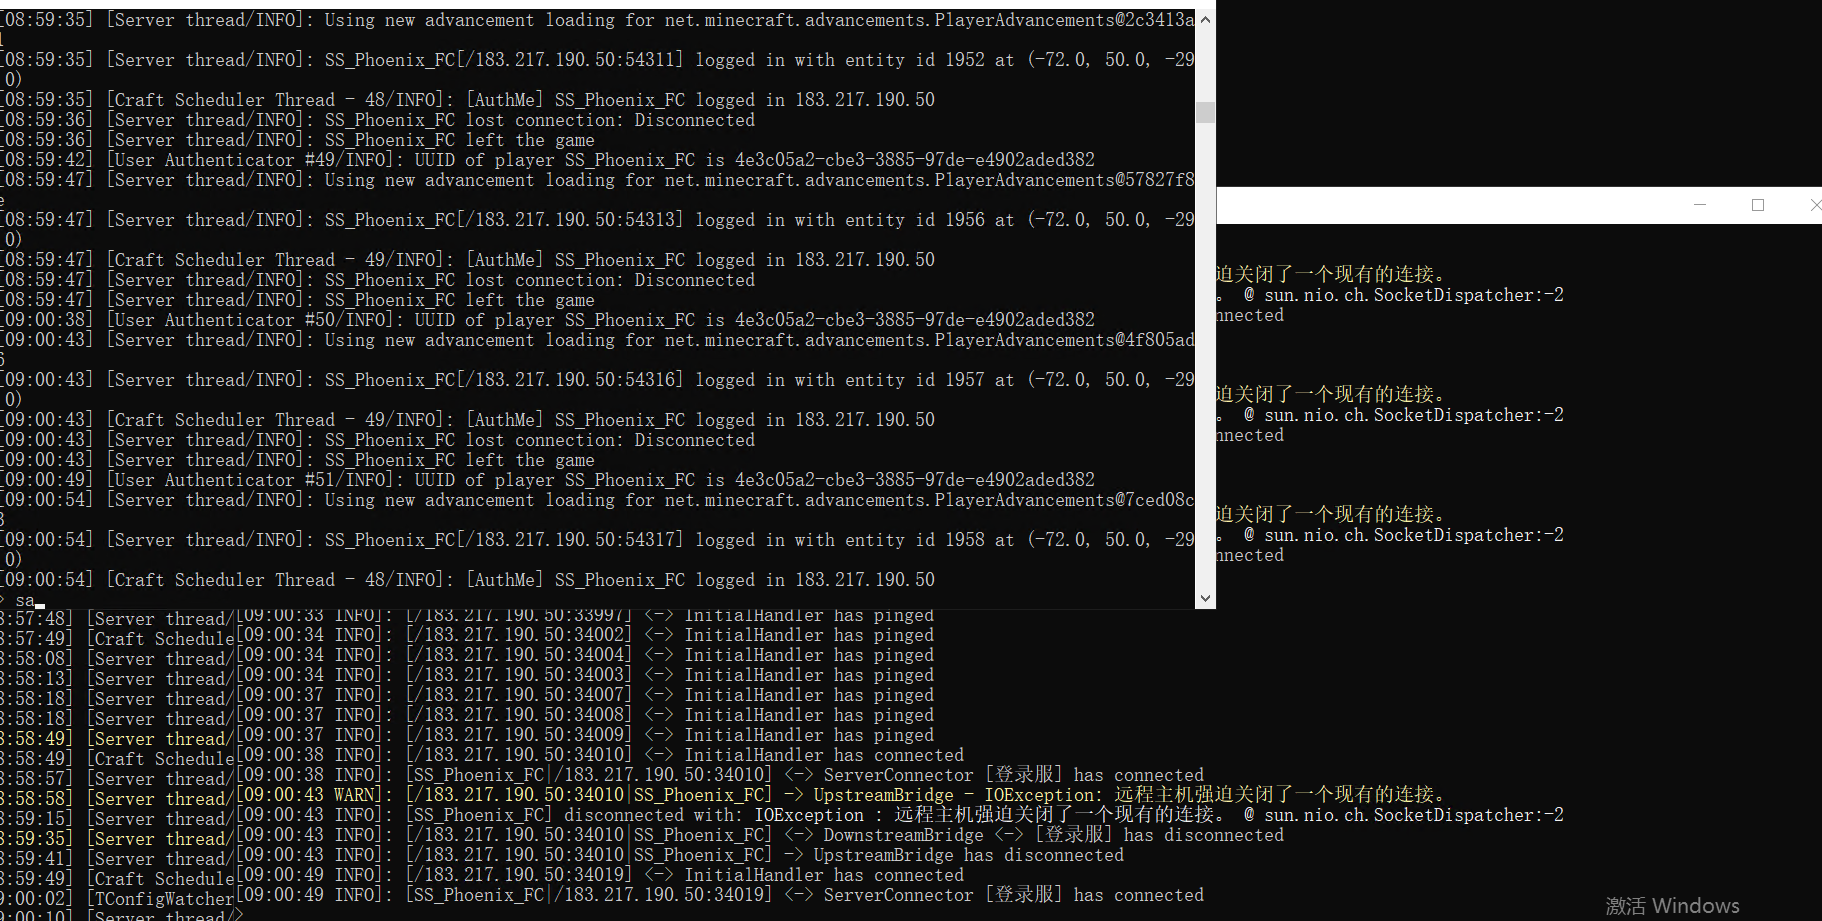 [08:59:35] [Server thread/INFO]: Using new advancement loading for net.minecraft.advancements.PlayerAdvancements@2c3413a
1
[08:59:35] [Server thread/INFO]: SS_Phoenix_FC[/183.217.190.50:54311] logged in with entity id 1952 at (-72.0, 50.0, -29
0)
[08:59:35] [Craft Scheduler Thread - 48/INFO]: [AuthMe] SS_Phoenix_FC logged in 183.217.190.50
[08:59:36] [Server thread/INFO]: SS_Phoenix_FC lost connection: Disconnected
[08:59:36] [Server thread/INFO]: SS_Phoenix_FC left the game
[08:59:42] [User Authenticator #49/INFO]: UUID of player SS_Phoenix_FC is 4e3c05a2-cbe3-3885-97de-e4902aded382
[08:59:47] [Server thread/INFO]: Using new advancement loading for net.minecraft.advancements.PlayerAdvancements@57827f8
e
[08:59:47] [Server thread/INFO]: SS_Phoenix_FC[/183.217.190.50:54313] logged in with entity id 1956 at (-72.0, 50.0, -29
0)
[08:59:47] [Craft Scheduler Thread - 49/INFO]: [AuthMe] SS_Phoenix_FC logged in 183.217.190.50
[08:59:47] [Server thread/INFO]: SS_Phoenix_FC lost connection: Disconnected
[08:59:47] [Server thread/INFO]: SS_Phoenix_FC left the game
[09:00:38] [User Authenticator #50/INFO]: UUID of player SS_Phoenix_FC is 4e3c05a2-cbe3-3885-97de-e4902aded382
[09:00:43] [Server thread/INFO]: Using new advancement loading for net.minecraft.advancements.PlayerAdvancements@4f805ad
6
[09:00:43] [Server thread/INFO]: SS_Phoenix_FC[/183.217.190.50:54316] logged in with entity id 1957 at (-72.0, 50.0, -29
0)
[09:00:43] [Craft Scheduler Thread - 49/INFO]: [AuthMe] SS_Phoenix_FC logged in 183.217.190.50
[09:00:43] [Server thread/INFO]: SS_Phoenix_FC lost connection: Disconnected
[09:00:43] [Server thread/INFO]: SS_Phoenix_FC left the game
[09:00:49] [User Authenticator #51/INFO]: UUID of player SS_Phoenix_FC is 4e3c05a2-cbe3-3885-97de-e4902aded382
[09:00:54] [Server thread/INFO]: Using new advancement loading for net.minecraft.advancements.PlayerAdvancements@7ced08c
3
[09:00:54] [Server thread/INFO]: SS_Phoenix_FC[/183.217.190.50:54317] logged in with entity id 1958 at (-72.0, 50.0, -29
0)
[09:00:54] [Craft Scheduler Thread - 48/INFO]: [AuthMe] SS_Phoenix_FC logged in 183.217.190.50
> sa
迫关闭了一个现有的连接。
。 @ sun.nio.ch.SocketDispatcher:-2
nnected
迫关闭了一个现有的连接。
。 @ sun.nio.ch.SocketDispatcher:-2
nnected
迫关闭了一个现有的连接。
。 @ sun.nio.ch.SocketDispatcher:-2
nnected
8:57:48] [Server thread/
8:57:49] [Craft Schedule
8:58:08] [Server thread/
8:58:13] [Server thread/
8:58:18] [Server thread/
8:58:18] [Server thread/
8:58:49] [Server thread/
8:58:49] [Craft Schedule
8:58:57] [Server thread/
8:58:58] [Server thread/
8:59:15] [Server thread/
8:59:35] [Server thread/
8:59:41] [Server thread/
8:59:49] [Craft Schedule
9:00:02] [TConfigWatcher
9:00:10] [Server thread/
[09:00:33 INFO]: [/183.217.190.50:33997] <-> InitialHandler has pinged
[09:00:34 INFO]: [/183.217.190.50:34002] <-> InitialHandler has pinged
[09:00:34 INFO]: [/183.217.190.50:34004] <-> InitialHandler has pinged
[09:00:34 INFO]: [/183.217.190.50:34003] <-> InitialHandler has pinged
[09:00:37 INFO]: [/183.217.190.50:34007] <-> InitialHandler has pinged
[09:00:37 INFO]: [/183.217.190.50:34008] <-> InitialHandler has pinged
[09:00:37 INFO]: [/183.217.190.50:34009] <-> InitialHandler has pinged
[09:00:38 INFO]: [/183.217.190.50:34010] <-> InitialHandler has connected
[09:00:38 INFO]: [SS_Phoenix_FC|/183.217.190.50:34010] <-> ServerConnector [登录服] has connected
[09:00:43 WARN]: [/183.217.190.50:34010|SS_Phoenix_FC] -> UpstreamBridge - IOException: 远程主机强迫关闭了一个现有的连接。
[09:00:43 INFO]: [SS_Phoenix_FC] disconnected with: IOException : 远程主机强迫关闭了一个现有的连接。 @ sun.nio.ch.SocketDispatcher:-2
[09:00:43 INFO]: [/183.217.190.50:34010|SS_Phoenix_FC] <-> DownstreamBridge <-> [登录服] has disconnected
[09:00:43 INFO]: [/183.217.190.50:34010|SS_Phoenix_FC] -> UpstreamBridge has disconnected
[09:00:49 INFO]: [/183.217.190.50:34019] <-> InitialHandler has connected
[09:00:49 INFO]: [SS_Phoenix_FC|/183.217.190.50:34019] <-> ServerConnector [登录服] has connected
>
激活 Windows